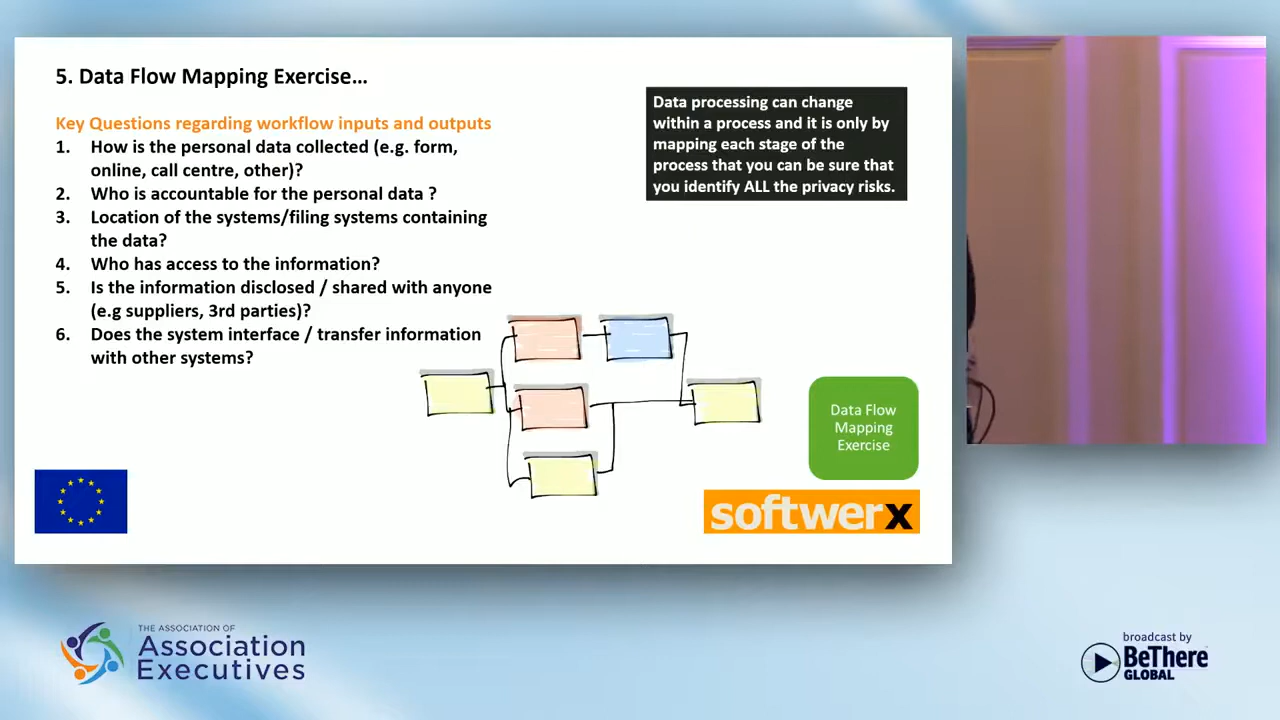 5. Data Flow Mapping Exercise…
Key Questions regarding workflow inputs and outputs
1. How is the personal data collected (e.g. form,
online, call centre, other)?
2. Who is accountable for the personal data ?
3. Location of the systems/filing systems containing
the data?
4. Who has access to the information?
5. Is the information disclosed / shared with anyone
(e.g suppliers, 3rd parties)?
6. Does the system interface / transfer information
with other systems?
Data processing can change
within a process and it is only by
mapping each stage of the
process that you can be sure that
you identify ALL the privacy risks.
Data Flow
Mapping
Exercise
softwerx
THE ASSOCIATION OF
Association
Executives
broadcast by
BeThere
GLOBAL